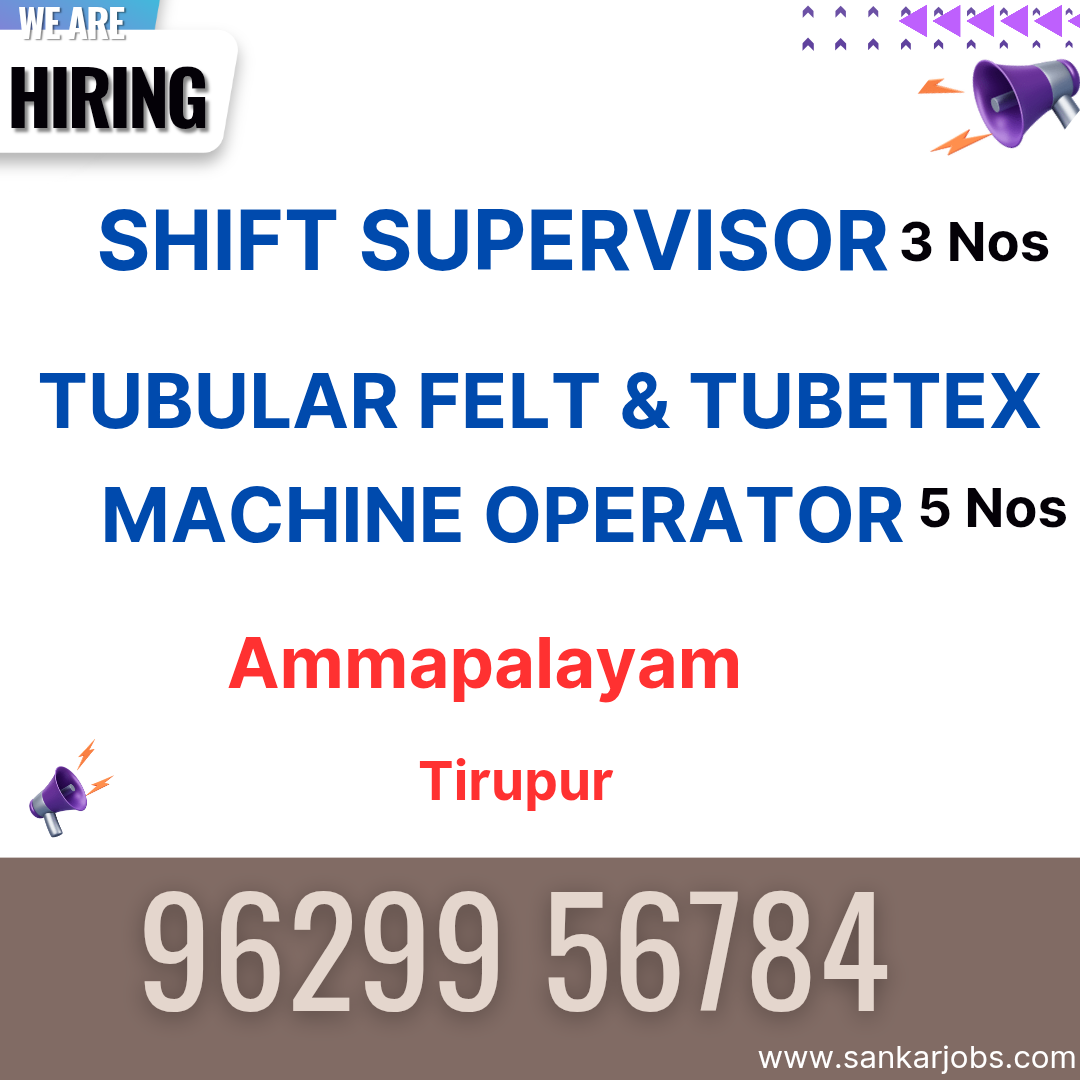 WE ARE
HIRING
SHIFT SUPERVISOR 3 Nos
TUBULAR FELT & TUBETEX
MACHINE OPERATOR 5 Nos
Ammapalayam
Tirupur
96299 56784
www.sankarjobs.com